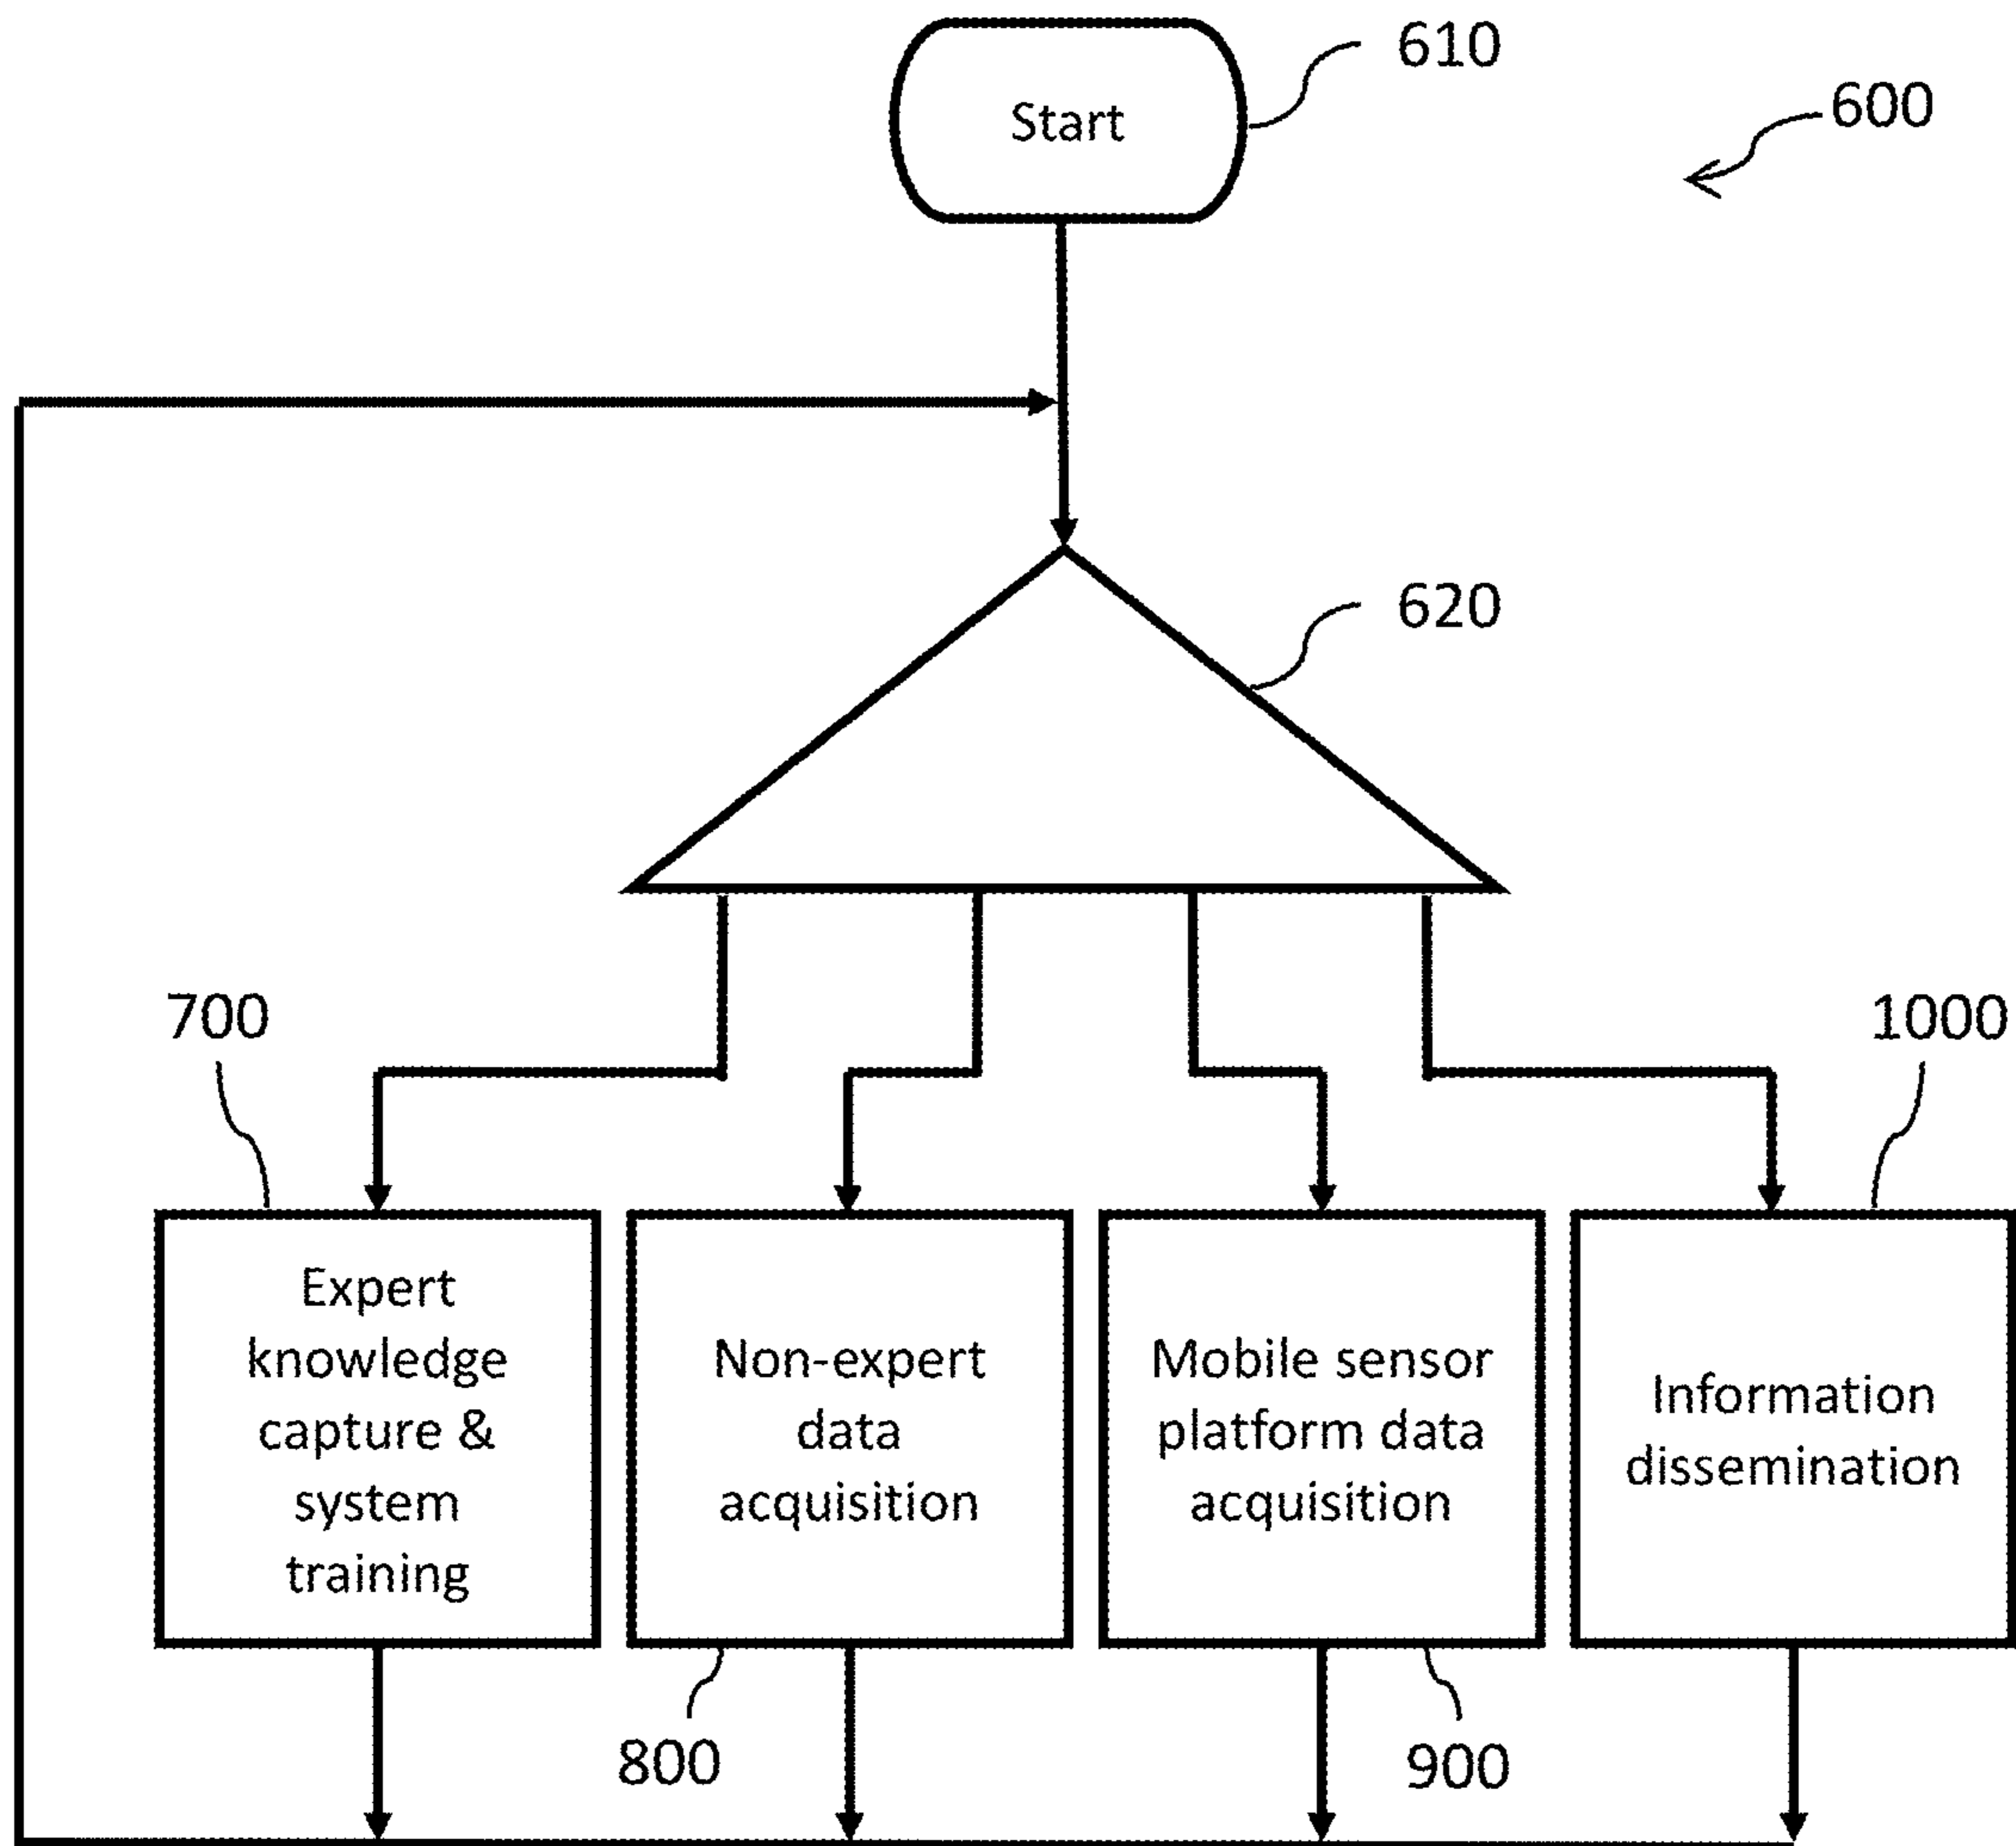 610
600
Start
620
700
1000
Expert
knowledge
capture &
system
training
Non-expert
data
acquisition
Mobile sensor
platform data
acquisition
Information
dissemination
800
900